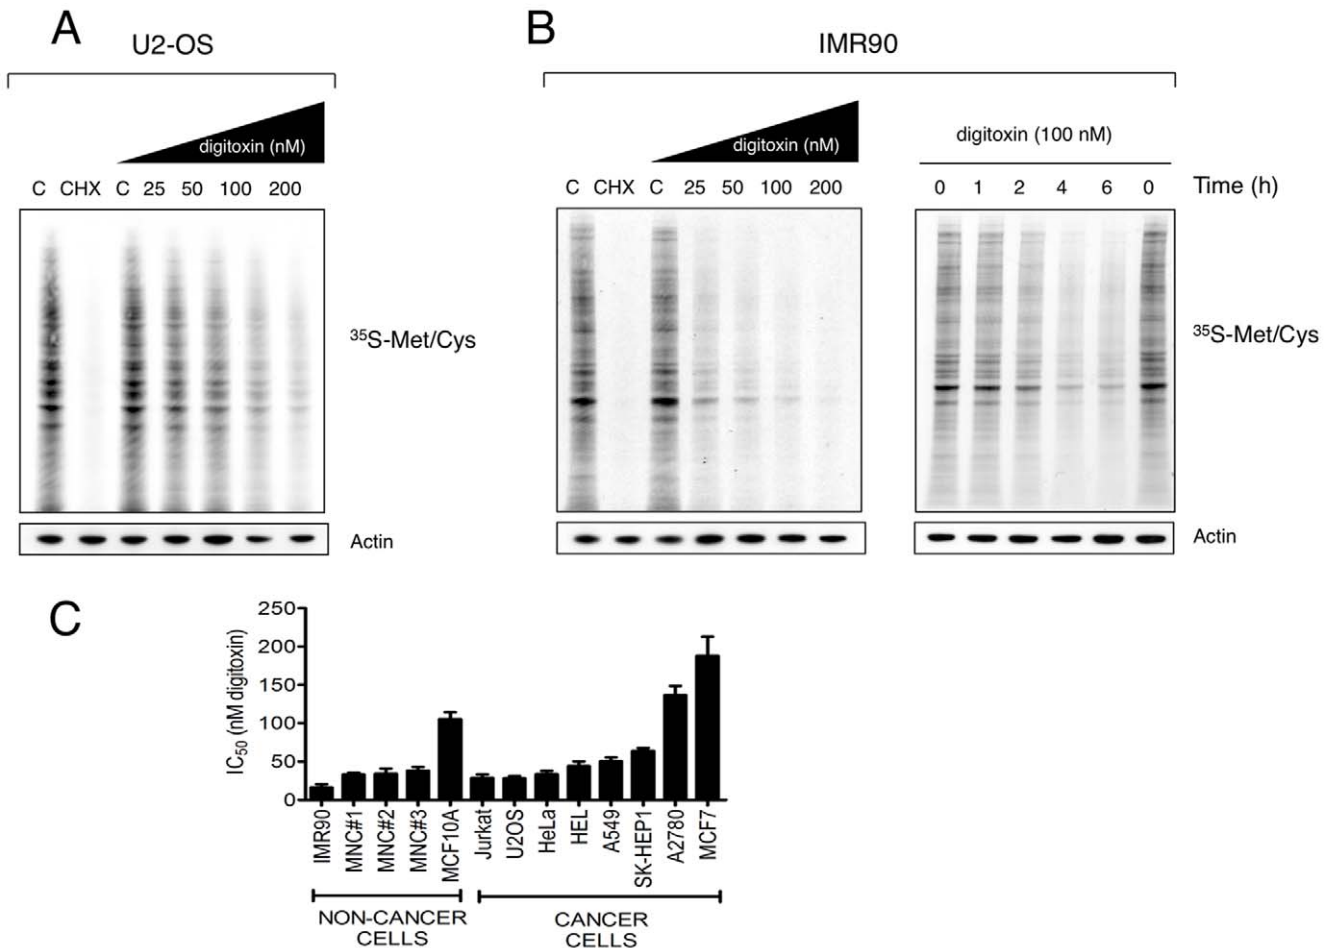 A
U2-OS
digitoxin (nM)
C CHX C 25 50 100 200
³⁵S-Met/Cys
Actin
B
IMR90
digitoxin (nM)
C CHX C 25 50 100 200
digitoxin (100 nM)
0 1 2 4 6 0 Time (h)
³⁵S-Met/Cys
Actin
C
IC₅₀ (nM digitoxin)
250
200
150
100
50
0
IMR90
MNC#1
MNC#2
MNC#3
MCF10A
Jurkat
U2OS
HeLa
HEL
A549
SK-HEP1
A2780
MCF7
NON-CANCER
CELLS
CANCER
CELLS